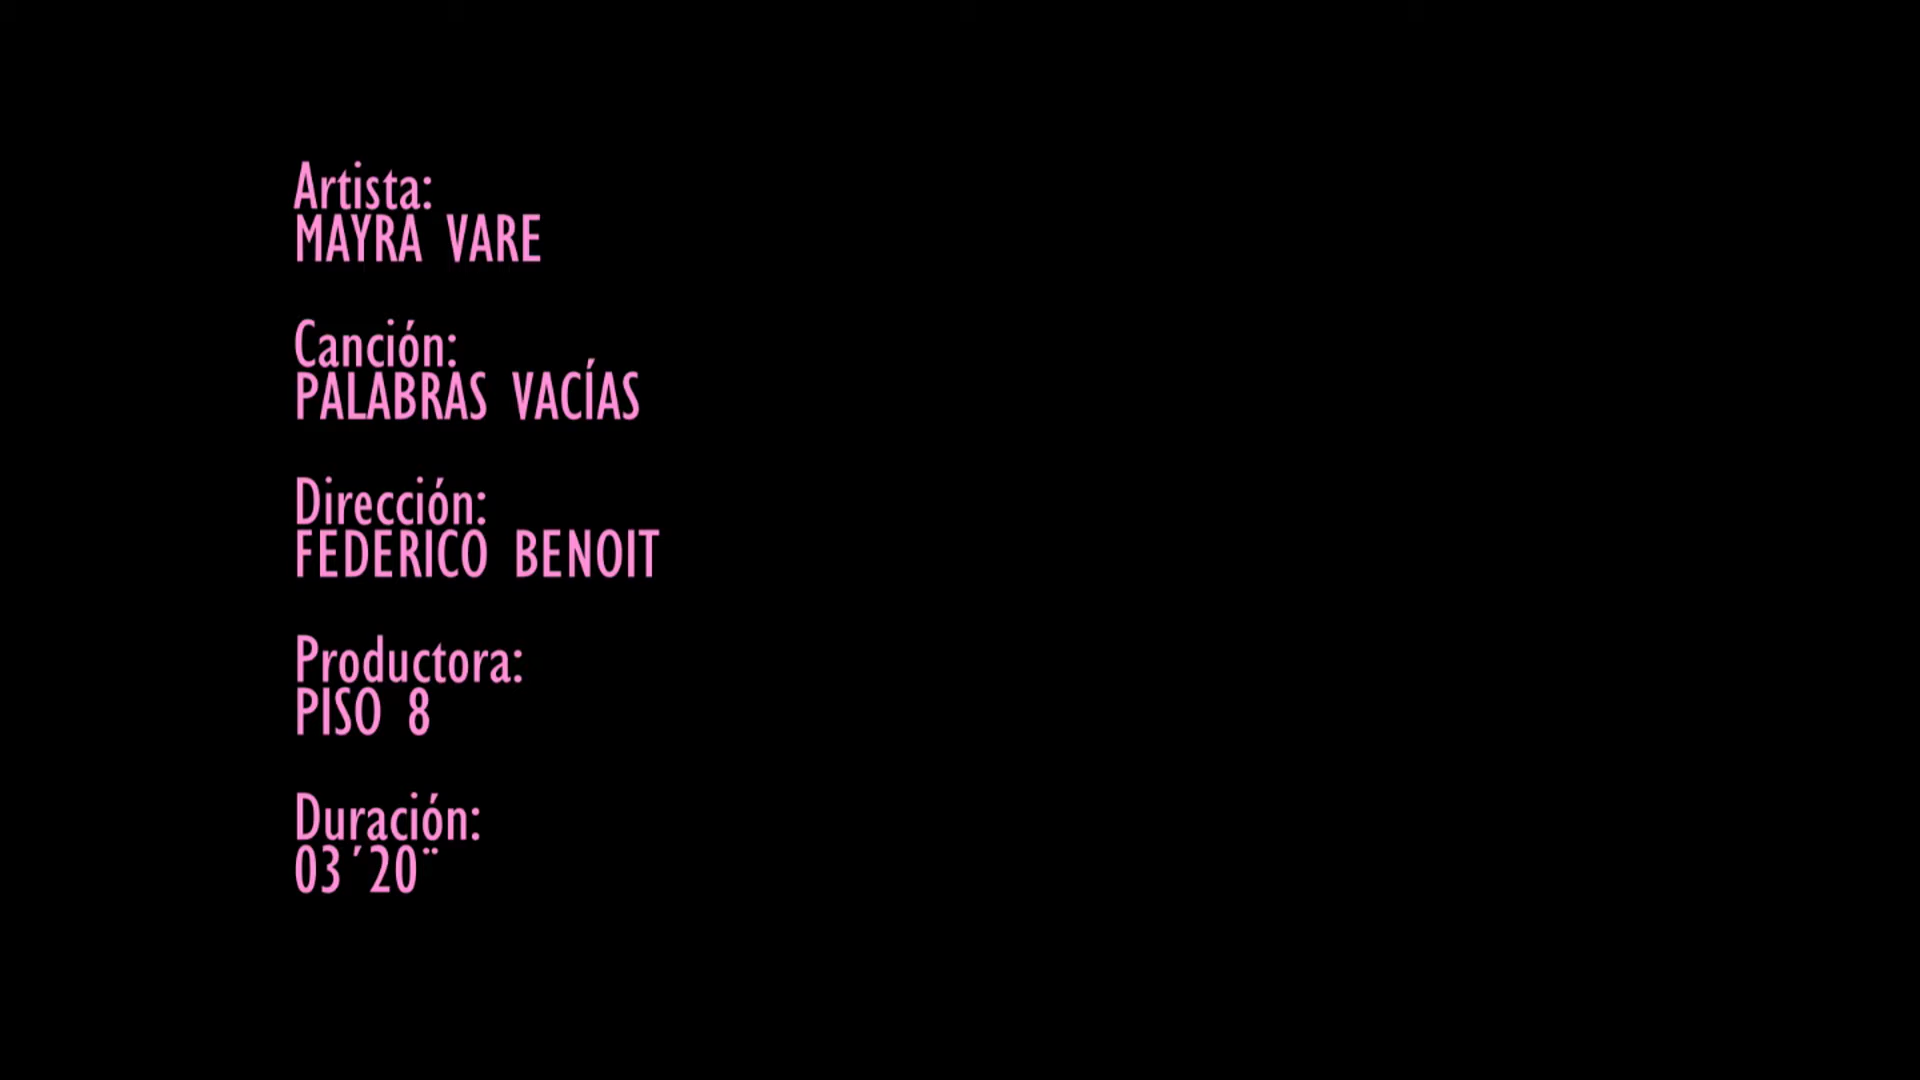 Artista:
MAYRA VARE
Canción:
PALABRAS VACÍAS
Dirección:
FEDERICO BENOIT
Productora:
PISO 8
Duración:
03´20¨